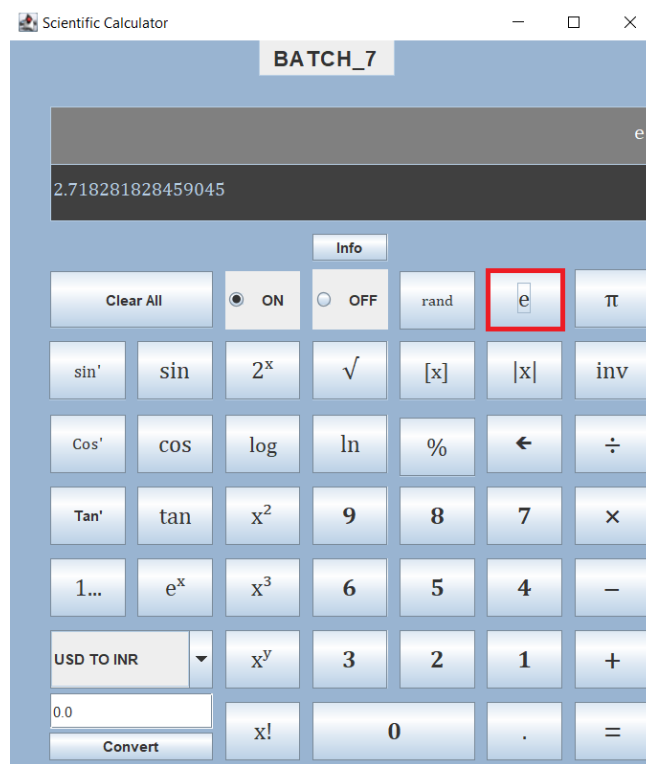 Scientific Calculator
BATCH_7
e
2.718281828459045
Info
Clear All ON OFF rand e π
sin' sin 2ˣ √ [x] |x| inv
Cos' cos log ln % ←  ÷
Tan' tan x² 9 8 7 ×
1... eˣ x³ 6 5 4 −
USD TO INR xʸ 3 2 1 +
0.0
Convert x! 0 . =